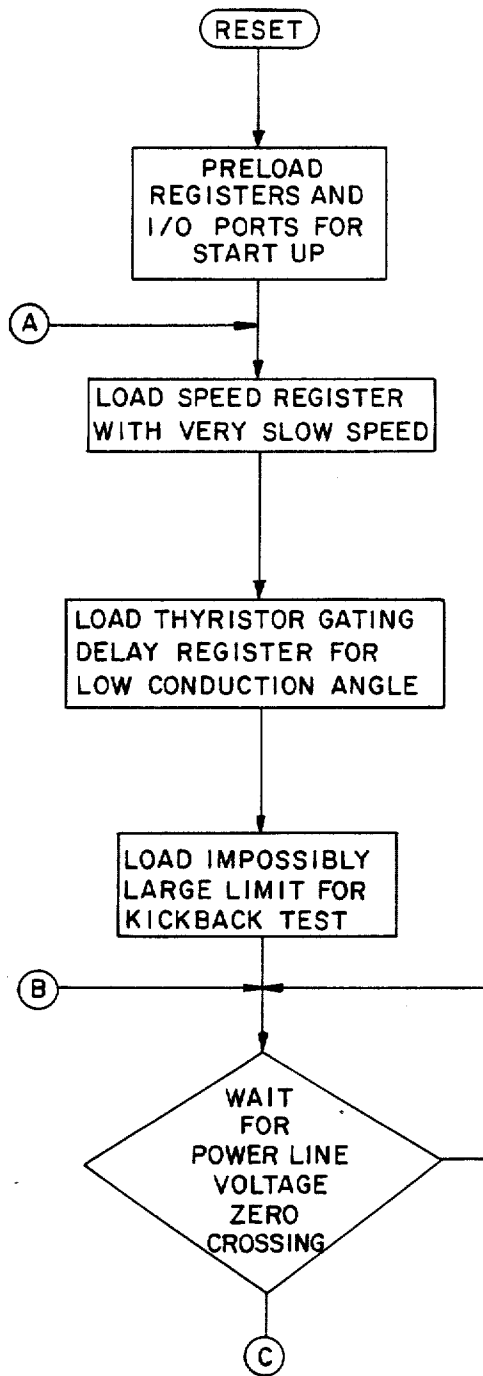 RESET
PRELOAD
REGISTERS AND
I/O PORTS FOR
START UP
A
LOAD SPEED REGISTER
WITH VERY SLOW SPEED
LOAD THYRISTOR GATING
DELAY REGISTER FOR
LOW CONDUCTION ANGLE
LOAD IMPOSSIBLY
LARGE LIMIT FOR
KICKBACK TEST
B
WAIT
FOR
POWER LINE
VOLTAGE
ZERO
CROSSING
C